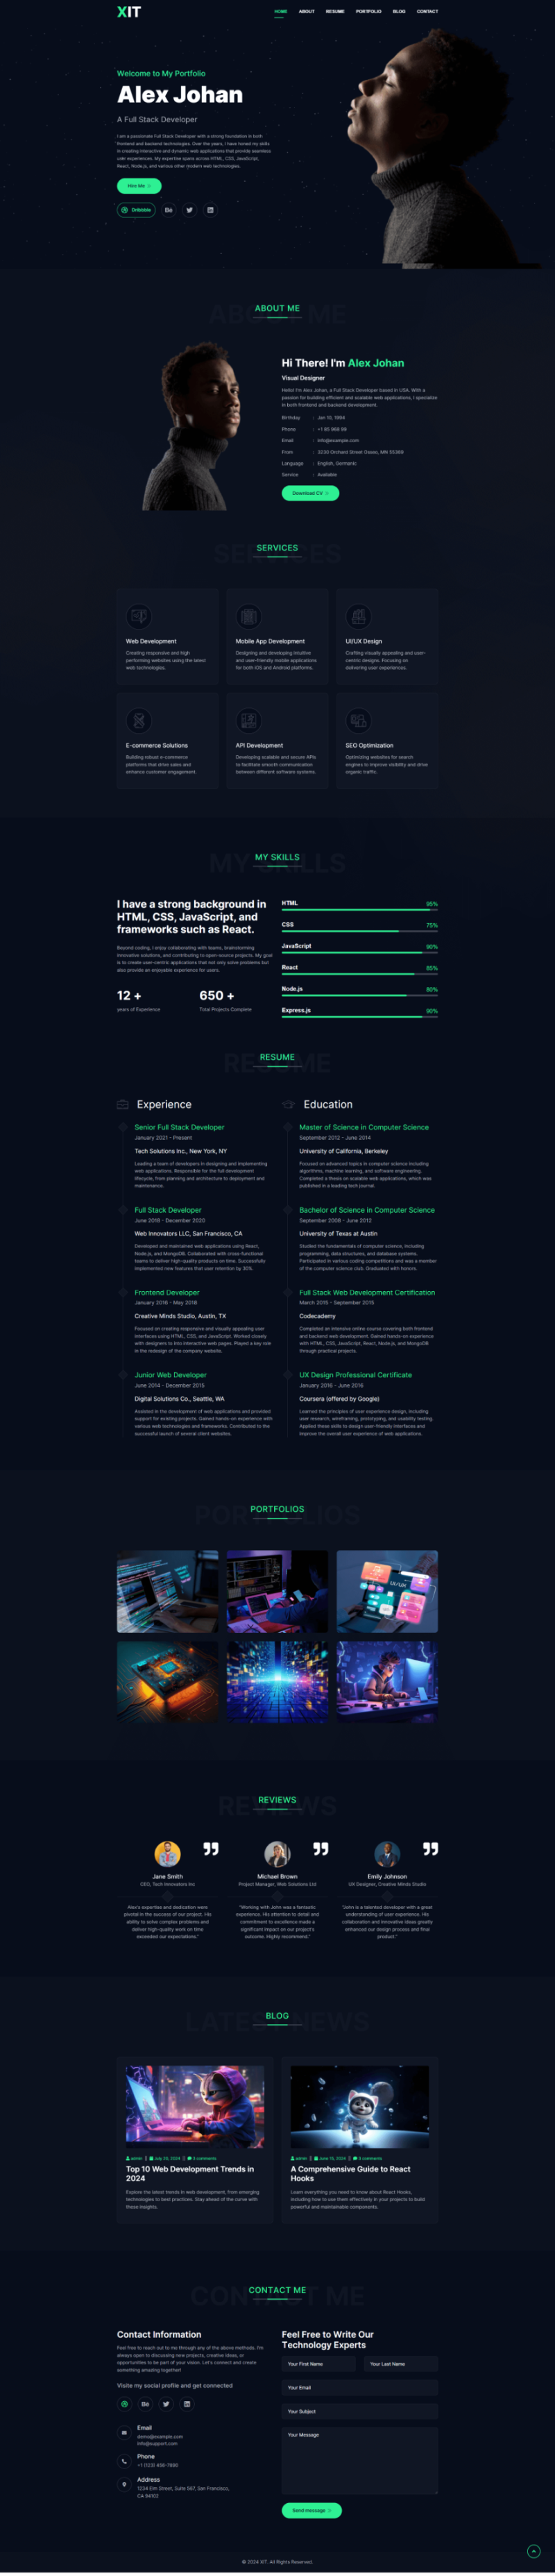 XIT
HOME ABOUT RESUME PORTFOLIO BLOG CONTACT
Welcome to My Portfolio
Alex Johan
A Full Stack Developer
I am a passionate Full Stack Developer with a strong foundation in both
frontend and backend technologies. Over the years, I have honed my skills
in creating interactive and dynamic web applications that provide seamless
user experiences. My expertise spans across HTML, CSS, JavaScript,
React, Node.js, and various other modern web technologies.
Hire Me
Dribbble
Bē
ABOUT ME
ABOUT ME
Hi There! I'm Alex Johan
Visual Designer
Hello! I'm Alex Johan, a Full Stack Developer based in USA. With a
passion for building efficient and scalable web applications, I specialize
in both frontend and backend development.
Birthday : Jan 10, 1994
Phone : +1 95 988 99
Email : info@example.com
From : 3230 Orchard Street Osseo, MN 55369
Language : English, Germanic
Service : Available
Download CV
SERVICES
SERVICES
Web Development
Creating responsive and high
performing websites using the latest
web technologies.
Mobile App Development
Designing and developing intuitive
and user-friendly mobile applications
for both iOS and Android platforms.
UI/UX Design
Crafting visually appealing and user-
centric designs. Focusing on
delivering user experiences.
E-commerce Solutions
Building robust e-commerce
platforms that drive sales and
enhance customer engagement.
API Development
Developing scalable and secure APIs
to facilitate smooth communication
between different software systems.
SEO Optimization
Optimizing websites for search
engines to improve visibility and drive
organic traffic.
MY SKILLS
MY SKILLS
I have a strong background in
HTML, CSS, JavaScript, and
frameworks such as React.
Beyond coding, I enjoy collaborating with teams, brainstorming
innovative solutions, and contributing to open-source projects. My goal
is to create user-centric applications that not only solve problems but
also provide an enjoyable experience for users.
12 +
years of Experience
650 +
Total Projects Complete
HTML 95%
CSS 75%
JavaScript 90%
React 85%
Node.js 80%
Express.js 90%
RESUME
RESUME
Experience
Senior Full Stack Developer
January 2021 - Present
Tech Solutions Inc., New York, NY
Leading a team of developers in designing and implementing
web applications. Responsible for the full development
lifecycle, from planning and architecture to deployment and
maintenance.
Full Stack Developer
June 2018 - December 2020
Web Innovators LLC, San Francisco, CA
Developed and maintained web applications using React,
Node.js, and MongoDB. Collaborated with cross-functional
teams to deliver high-quality products on time. Successfully
implemented new features that user retention by 30%.
Frontend Developer
January 2016 - May 2018
Creative Minds Studio, Austin, TX
Focused on creating responsive and visually appealing user
interfaces using HTML, CSS, and JavaScript. Worked closely
with designers to into interactive web pages. Played a key role
in the redesign of the company website.
Junior Web Developer
June 2014 - December 2015
Digital Solutions Co., Seattle, WA
Assisted in the development of web applications and provided
support for existing projects. Gained hands-on experience with
various web technologies and frameworks. Contributed to the
successful launch of several client websites.
Education
Master of Science in Computer Science
September 2012 - June 2014
University of California, Berkeley
Focused on advanced topics in computer science including
algorithms, machine learning, and software engineering.
Completed a thesis on scalable web applications, which was
published in a leading tech journal.
Bachelor of Science in Computer Science
September 2008 - June 2012
University of Texas at Austin
Studied the fundamentals of computer science, including
programming, data structures, and database systems.
Participated in various coding competitions and was a member
of the computer science club. Graduated with honors.
Full Stack Web Development Certification
March 2015 - September 2015
Codecademy
Completed an intensive online course covering both frontend
and backend web development. Gained hands-on experience
with HTML, CSS, JavaScript, React, Node.js, and MongoDB
through practical projects.
UX Design Professional Certificate
January 2016 - June 2016
Coursera (offered by Google)
Learned the principles of user experience design, including
user research, wireframing, prototyping, and usability testing.
Applied these skills to design user-friendly interfaces and
improve the overall user experience of web applications.
PORTFOLIOS
PORTFOLIOS
UI/UX
REVIEWS
REVIEWS
Jane Smith
CEO, Tech Innovators Inc
Alex's expertise and dedication were
pivotal in the success of our project. His
ability to solve complex problems and
deliver high-quality work on time
exceeded our expectations."
Michael Brown
Project Manager, Web Solutions Ltd
"Working with John was a fantastic
experience. His attention to detail and
commitment to excellence made a
significant impact on our project's
outcome. Highly recommend."
Emily Johnson
UX Designer, Creative Minds Studio
"John is a talented developer with a great
understanding of user experience. His
collaboration and innovative ideas greatly
enhanced our design process and final
product."
LATEST NEWS
BLOG
admin || July 06, 2024 || 0 comments
Top 10 Web Development Trends in
2024
Explore the latest trends in web development, from emerging
technologies to best practices. Stay ahead of the curve with
these insights.
admin || June 15, 2024 || 0 comments
A Comprehensive Guide to React
Hooks
Learn everything you need to know about React Hooks,
including how to use them effectively in your projects to build
powerful and maintainable components.
CONTACT ME
CONTACT ME
Contact Information
Feel free to reach out to me through any of the above methods. I'm
always open to discussing new projects, creative ideas, or
opportunities to be part of your vision. Let's connect and create
something amazing together!
Visite my social profile and get connected
Bē
Email
demo@example.com
info@support.com
Phone
+1 (123) 456-7890
Address
1234 Elm Street, Suite 567, San Francisco,
CA 94102
Feel Free to Write Our
Technology Experts
Your First Name
Your Last Name
Your Email
Your Subject
Your Message
Send message
© 2024 XIT. All Rights Reserved.